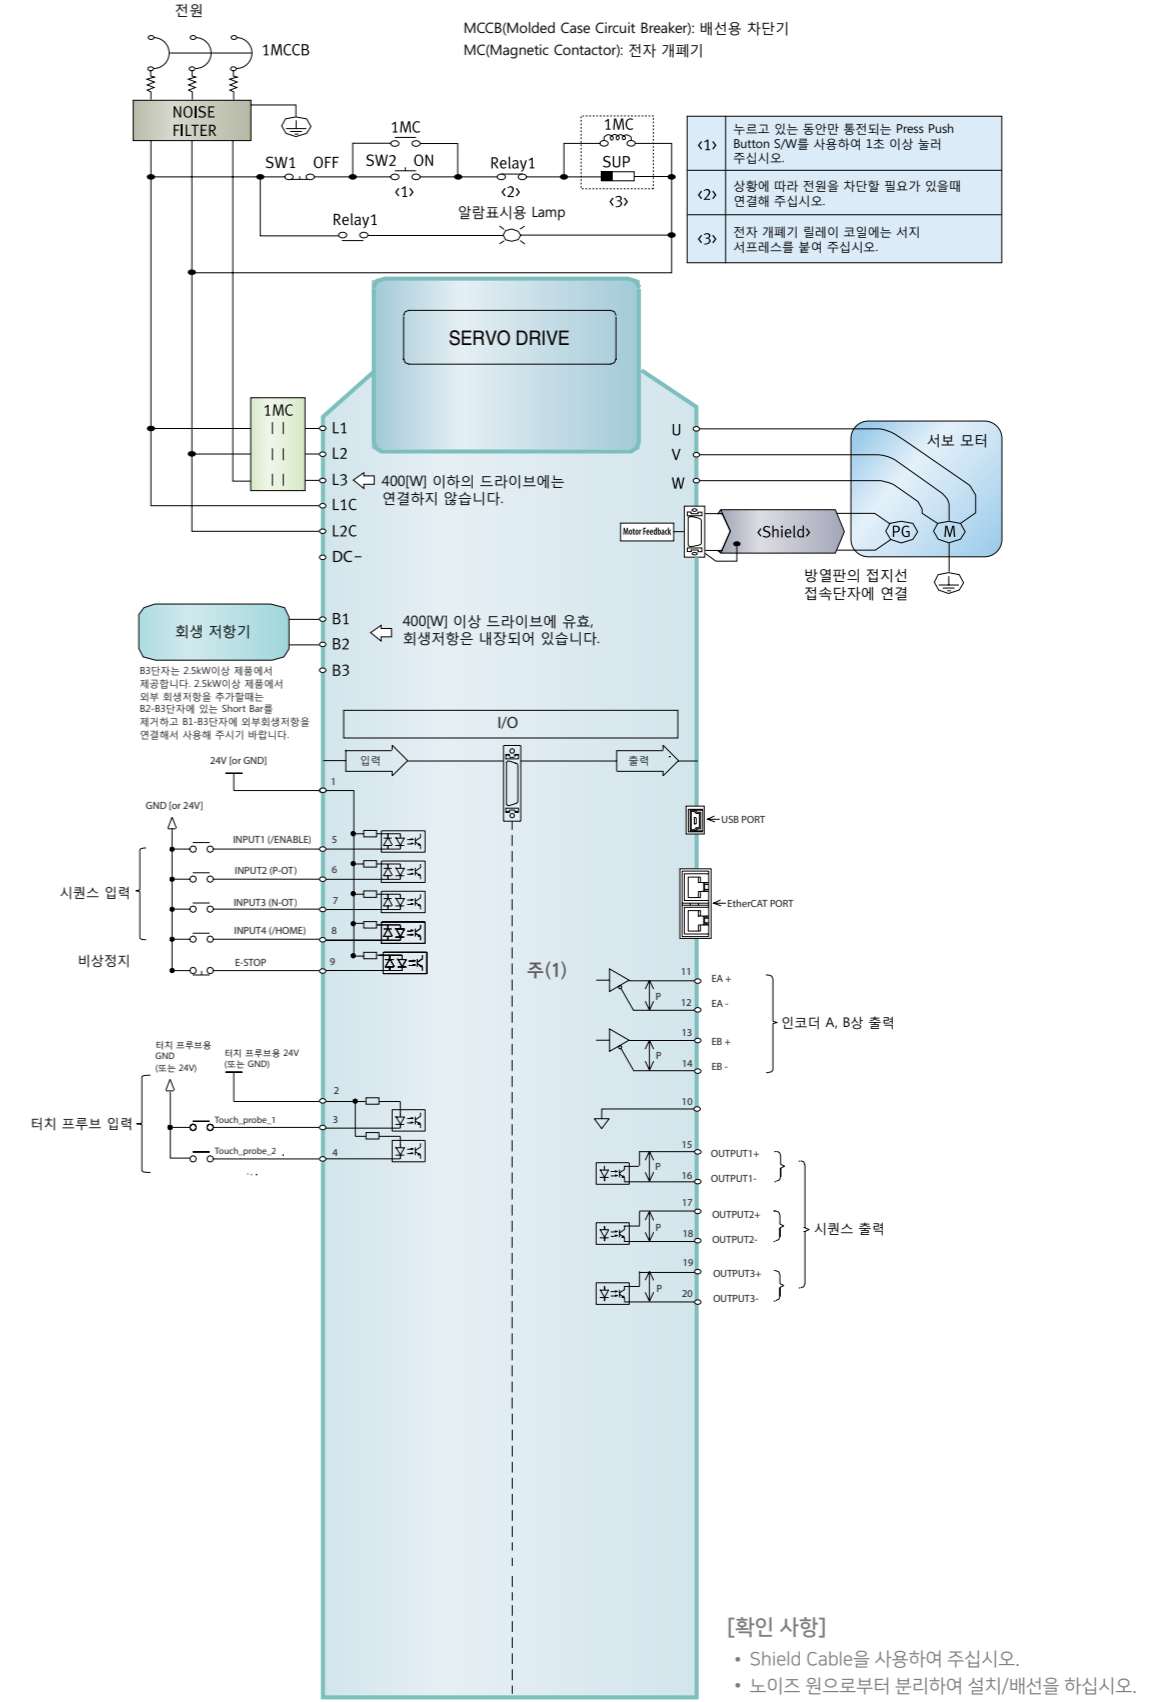 전원
MCCB(Molded Case Circuit Breaker): 배선용 차단기
MC(Magnetic Contactor): 전자 개폐기
1MCCB
NOISE
FILTER
1MC
1MC
SW1 OFF
SW2 ON
Relay1
SUP
‹1›
‹2›
‹3›
Relay1
알람표시용 Lamp
‹1›
누르고 있는 동안만 통전되는 Press Push
Button S/W를 사용하여 1초 이상 눌러
주십시오.
‹2›
상황에 따라 전원을 차단할 필요가 있을때
연결해 주십시오.
‹3›
전자 개폐기 릴레이 코일에는 서지
서프레스를 붙여 주십시오.
SERVO DRIVE
1MC
L1
L2
L3
400[W] 이하의 드라이브에는
연결하지 않습니다.
L1C
L2C
DC-
U
V
W
서보 모터
Motor Feedback
‹Shield›
PG
M
방열판의 접지선
접속단자에 연결
회생 저항기
B1
B2
B3
400[W] 이상 드라이브에 유효,
회생저항은 내장되어 있습니다.
B3단자는 2.5kW이상 제품에서
제공합니다. 2.5kW이상 제품에서
외부 회생저항을 추가할때는
B2-B3단자에 있는 Short Bar를
제거하고 B1-B3단자에 외부회생저항을
연결해서 사용해 주시기 바랍니다.
I/O
입력
출력
24V [or GND]
1
GND [or 24V]
INPUT1 (/ENABLE) 5
INPUT2 (P-OT) 6
INPUT3 (N-OT) 7
INPUT4 (/HOME) 8
E-STOP 9
시퀀스 입력
비상정지
USB PORT
EtherCAT PORT
주(1)
11 EA +
P
12 EA -
13 EB +
P
14 EB -
인코더 A, B상 출력
10
터치 프루브용
GND
(또는 24V)
터치 프루브용 24V
(또는 GND)
2
Touch_probe_1 3
Touch_probe_2 4
터치 프루브 입력
15 OUTPUT1+
P
16 OUTPUT1-
17 OUTPUT2+
P
18 OUTPUT2-
19 OUTPUT3+
P
20 OUTPUT3-
시퀀스 출력
[확인 사항]
• Shield Cable을 사용하여 주십시오.
• 노이즈 원으로부터 분리하여 설치/배선을 하십시오.